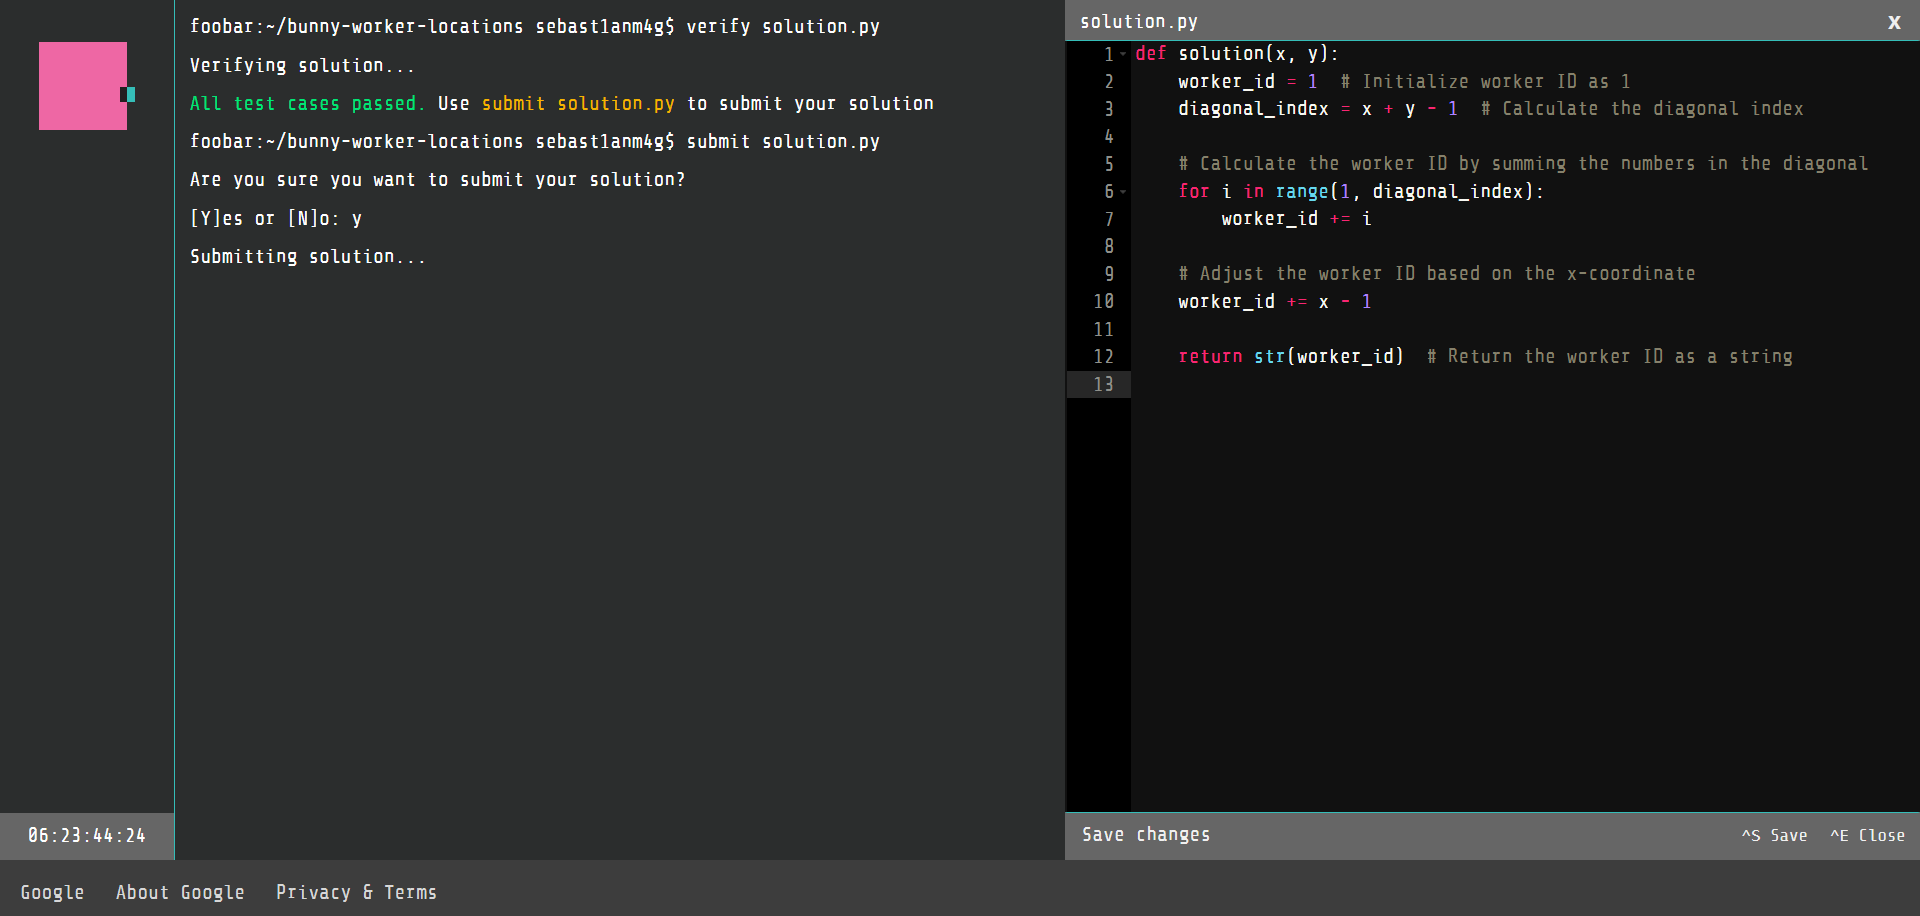 foobar:~/bunny-worker-locations sebast1anm4g$ verify solution.py
Verifying solution...
All test cases passed. Use submit solution.py to submit your solution
foobar:~/bunny-worker-locations sebast1anm4g$ submit solution.py
Are you sure you want to submit your solution?
[Y]es or [N]o: y
Submitting solution...
06:23:44:24
solution.py X
1 def solution(x, y):
2     worker_id = 1  # Initialize worker ID as 1
3     diagonal_index = x + y - 1  # Calculate the diagonal index
4
5     # Calculate the worker ID by summing the numbers in the diagonal
6     for i in range(1, diagonal_index):
7         worker_id += i
8
9     # Adjust the worker ID based on the x-coordinate
10     worker_id += x - 1
11
12     return str(worker_id)  # Return the worker ID as a string
13
Save changes ^S Save ^E Close
Google About Google Privacy & Terms